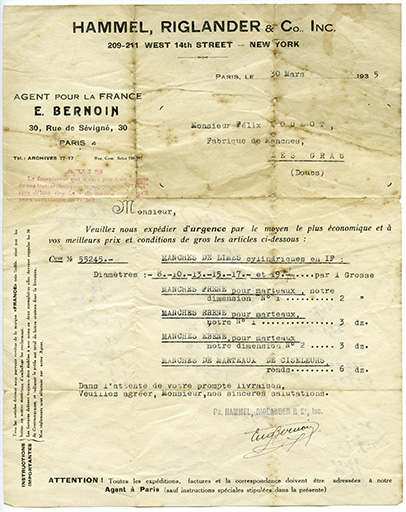 HAMMEL, RIGLANDER & Co., INC.
209-211 WEST 14th STREET - NEW YORK
PARIS, LE 30 Mars 1935
AGENT POUR LA FRANCE
E. BERNOIN
30, Rue de Sévigné, 30
PARIS 4
TÉL.: ARCHIVES 77-17
Monsieur Félix
Fabrique de Manches,
LES GRAS
(Doubs)
AVIS
Monsieur,
Veuillez nous expédier d'urgence par le moyen le plus économique et à
vos meilleurs prix et conditions de gros les articles ci-dessous :
Cde № 55245.- MANCHES DE LIMES cylindriques en IF :
Diamètres : -8.-10.-13.-15.-17.- et 19.-....par 1 Grosse
MANCHES FRENE pour marteaux, notre
dimension N° 1 .......... 2 "
MANCHES EBENE pour marteaux,
notre N° 1 ............... 3 dz.
MANCHES EBENE pour marteaux
notre dimension N° 2 ..... 3 dz.
MANCHES DE MARTEAUX DE CISELEURS,
ronds......... 6 dz.
Dans l'attente de votre prompte livraison,
Veuillez agréer, Monsieur, nos sincères salutations.
Pr. HAMMEL, RIGLANDER & Co, Inc.
INSTRUCTIONS
IMPORTANTES
ATTENTION ! Toutes les expéditions, factures et la correspondance doivent être adressées à notre
Agent à Paris (sauf instructions spéciales stipulées dans la présente)